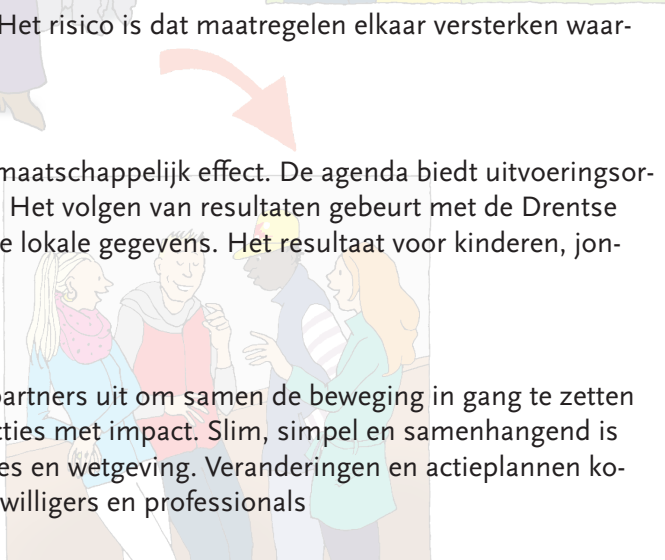 Het risico is dat maatregelen elkaar versterken waar-
maatschappelijk effect. De agenda biedt uitvoeringsor-
Het volgen van resultaten gebeurt met de Drentse
e lokale gegevens. Het resultaat voor kinderen, jon-
partners uit om samen de beweging in gang te zetten
cties met impact. Slim, simpel en samenhangend is
es en wetgeving. Veranderingen en actieplannen ko-
willigers en professionals